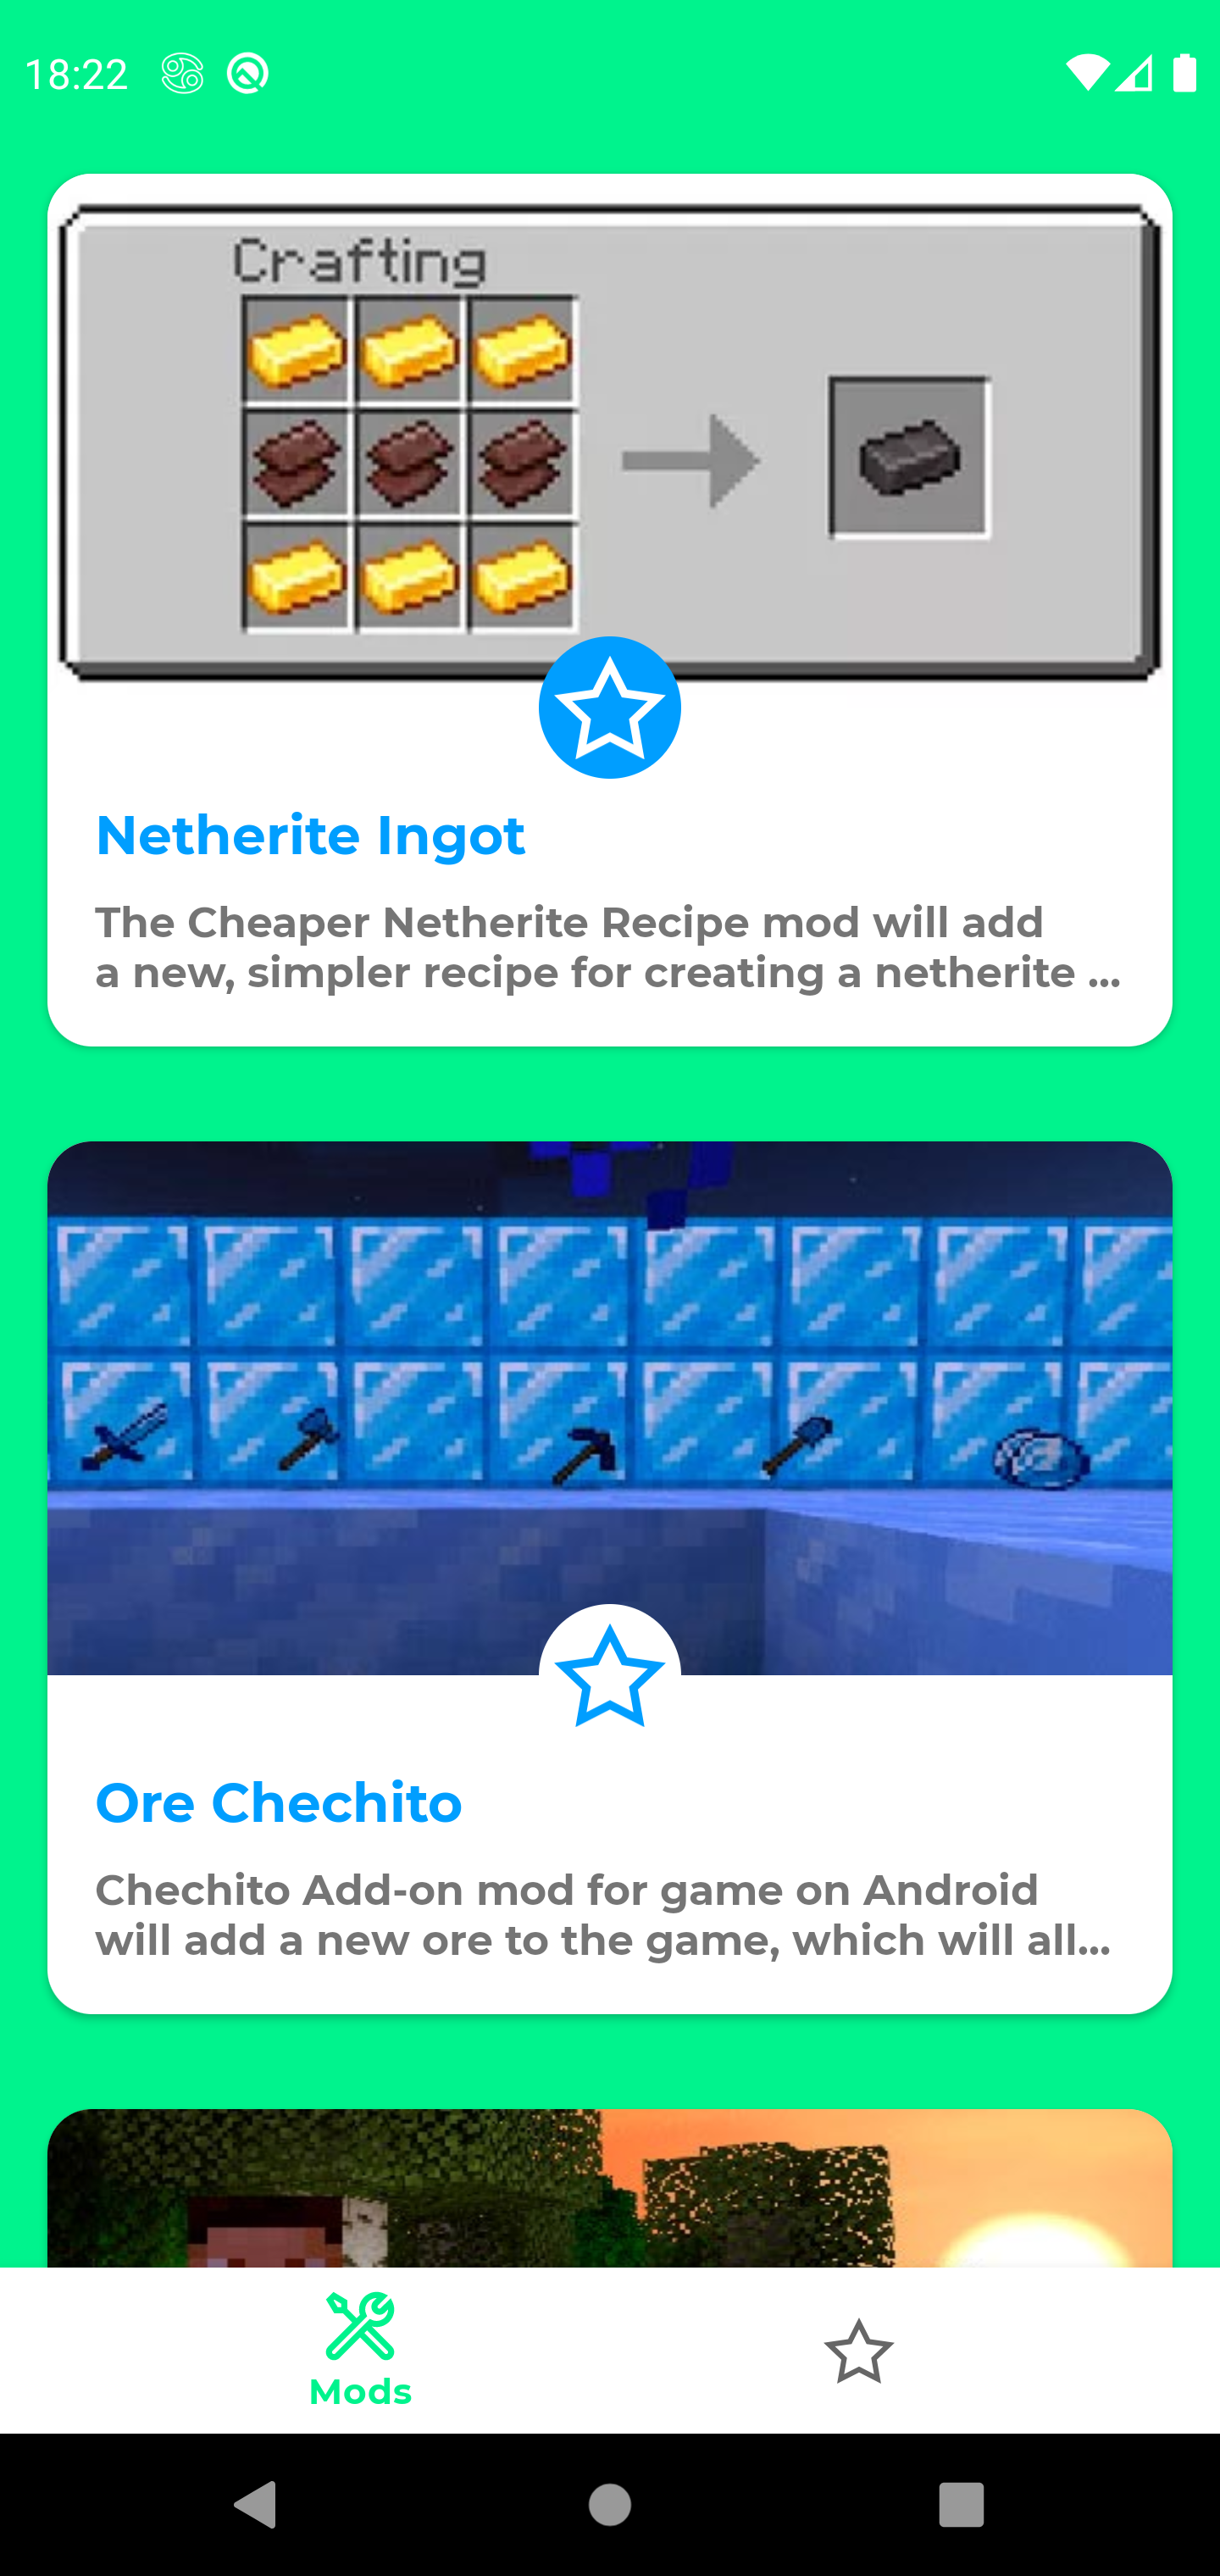 18:22
Crafting
Netherite Ingot
The Cheaper Netherite Recipe mod will add
a new, simpler recipe for creating a netherite ...
Ore Chechito
Chechito Add-on mod for game on Android
will add a new ore to the game, which will all...
Mods